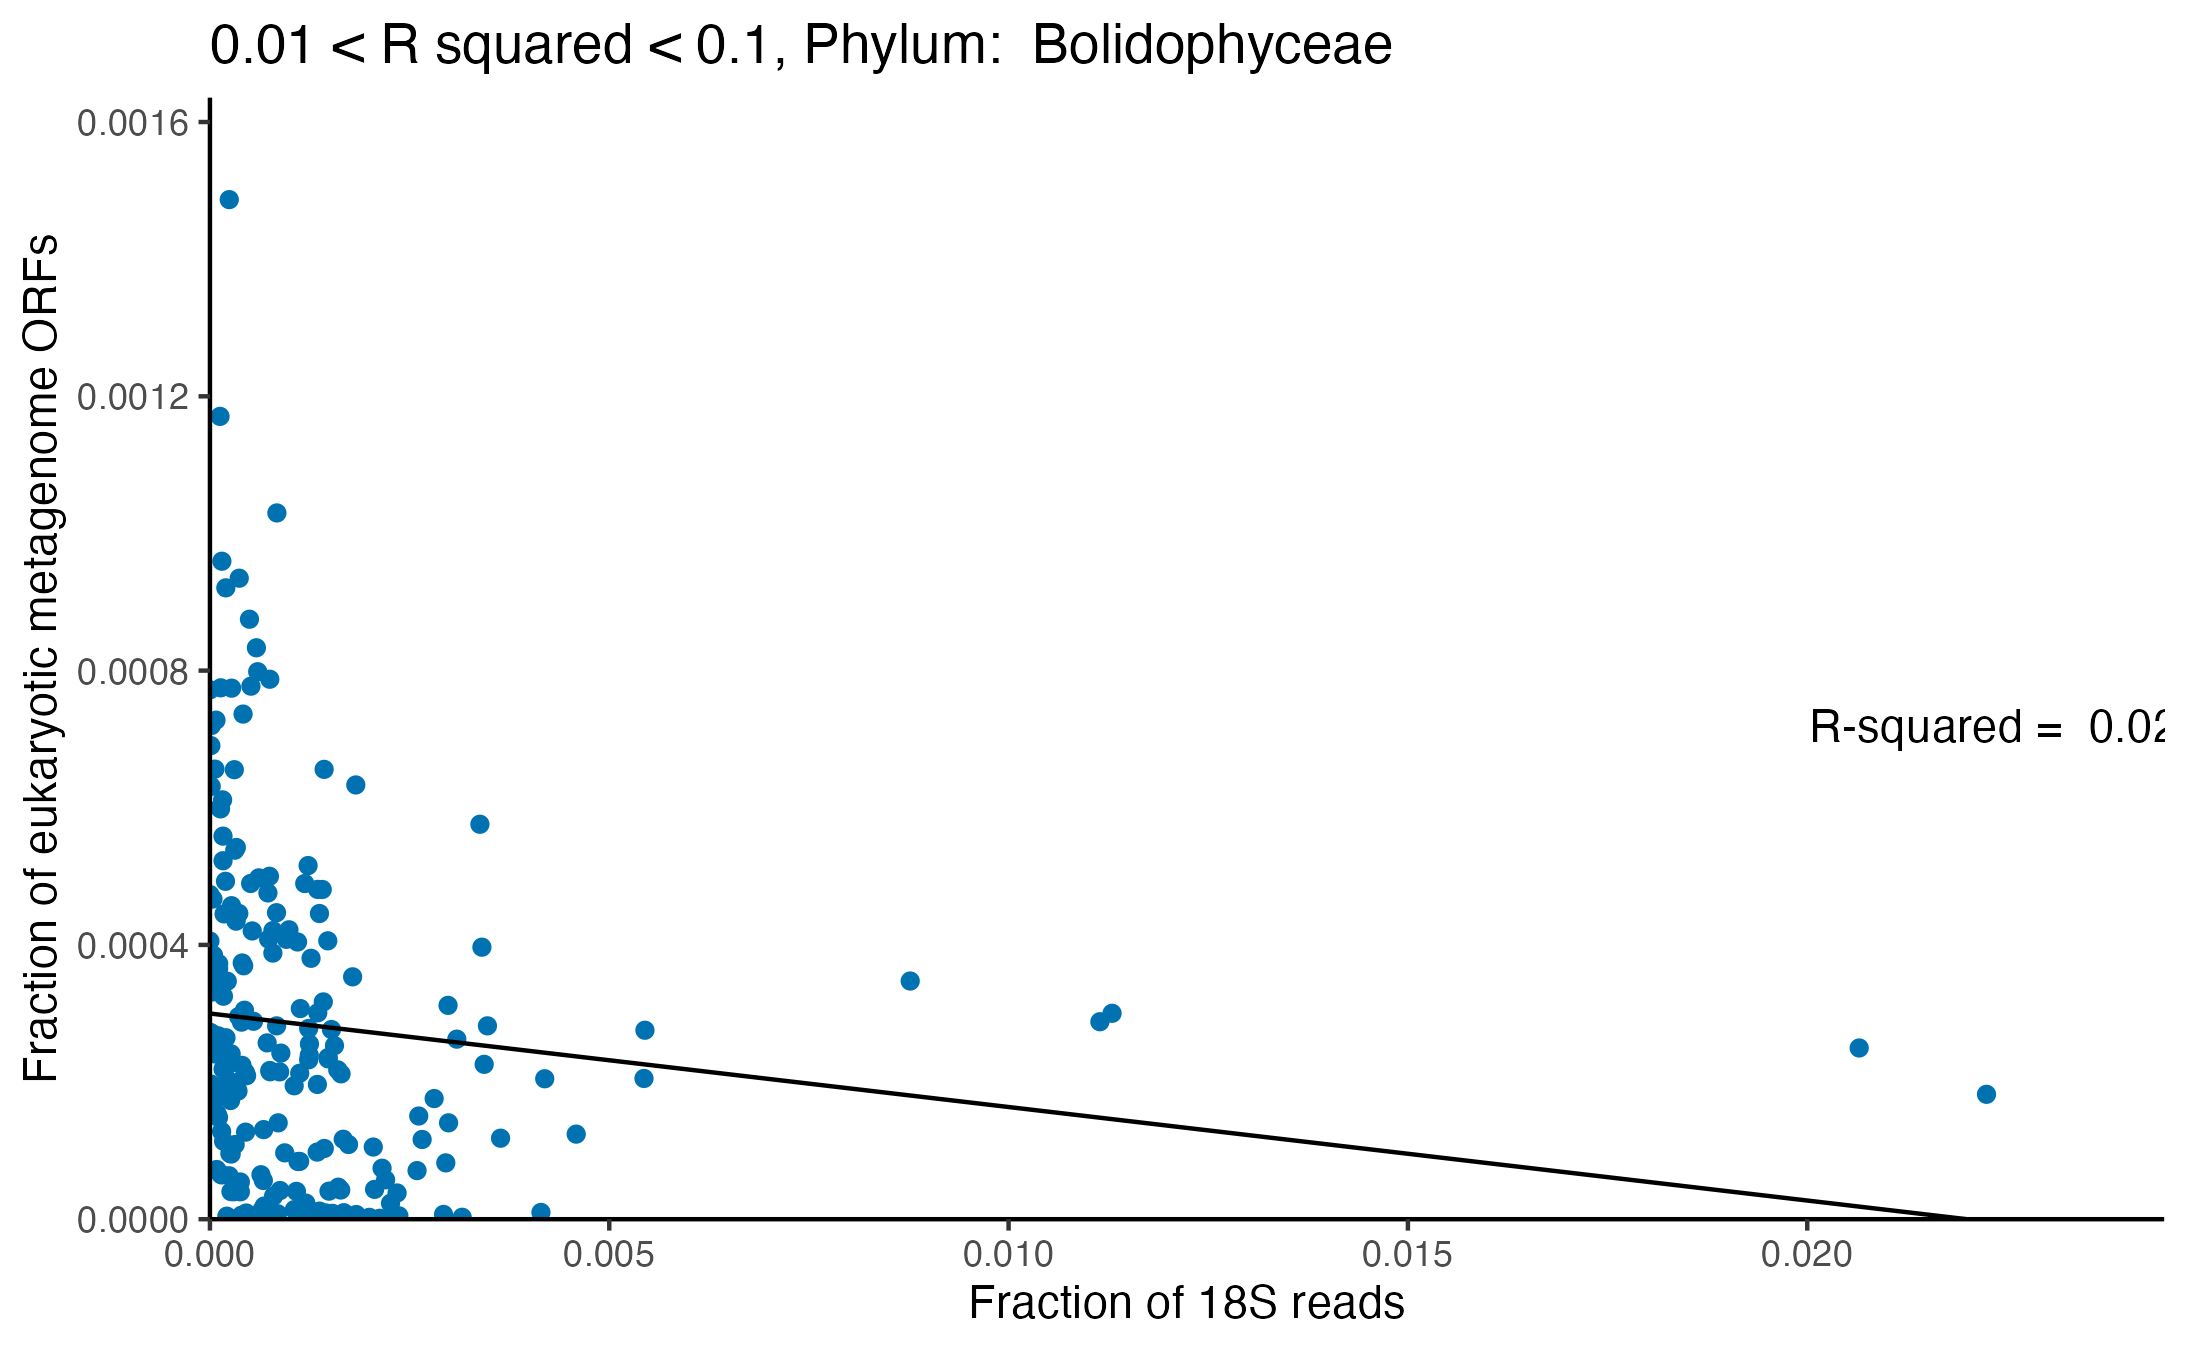 0.01 < R squared < 0.1, Phylum:  Bolidophyceae
Fraction of eukaryotic metagenome ORFs
0.0016
0.0012
0.0008
0.0004
0.0000
R-squared =  0.02
0.000 0.005 0.010 0.015 0.020
Fraction of 18S reads